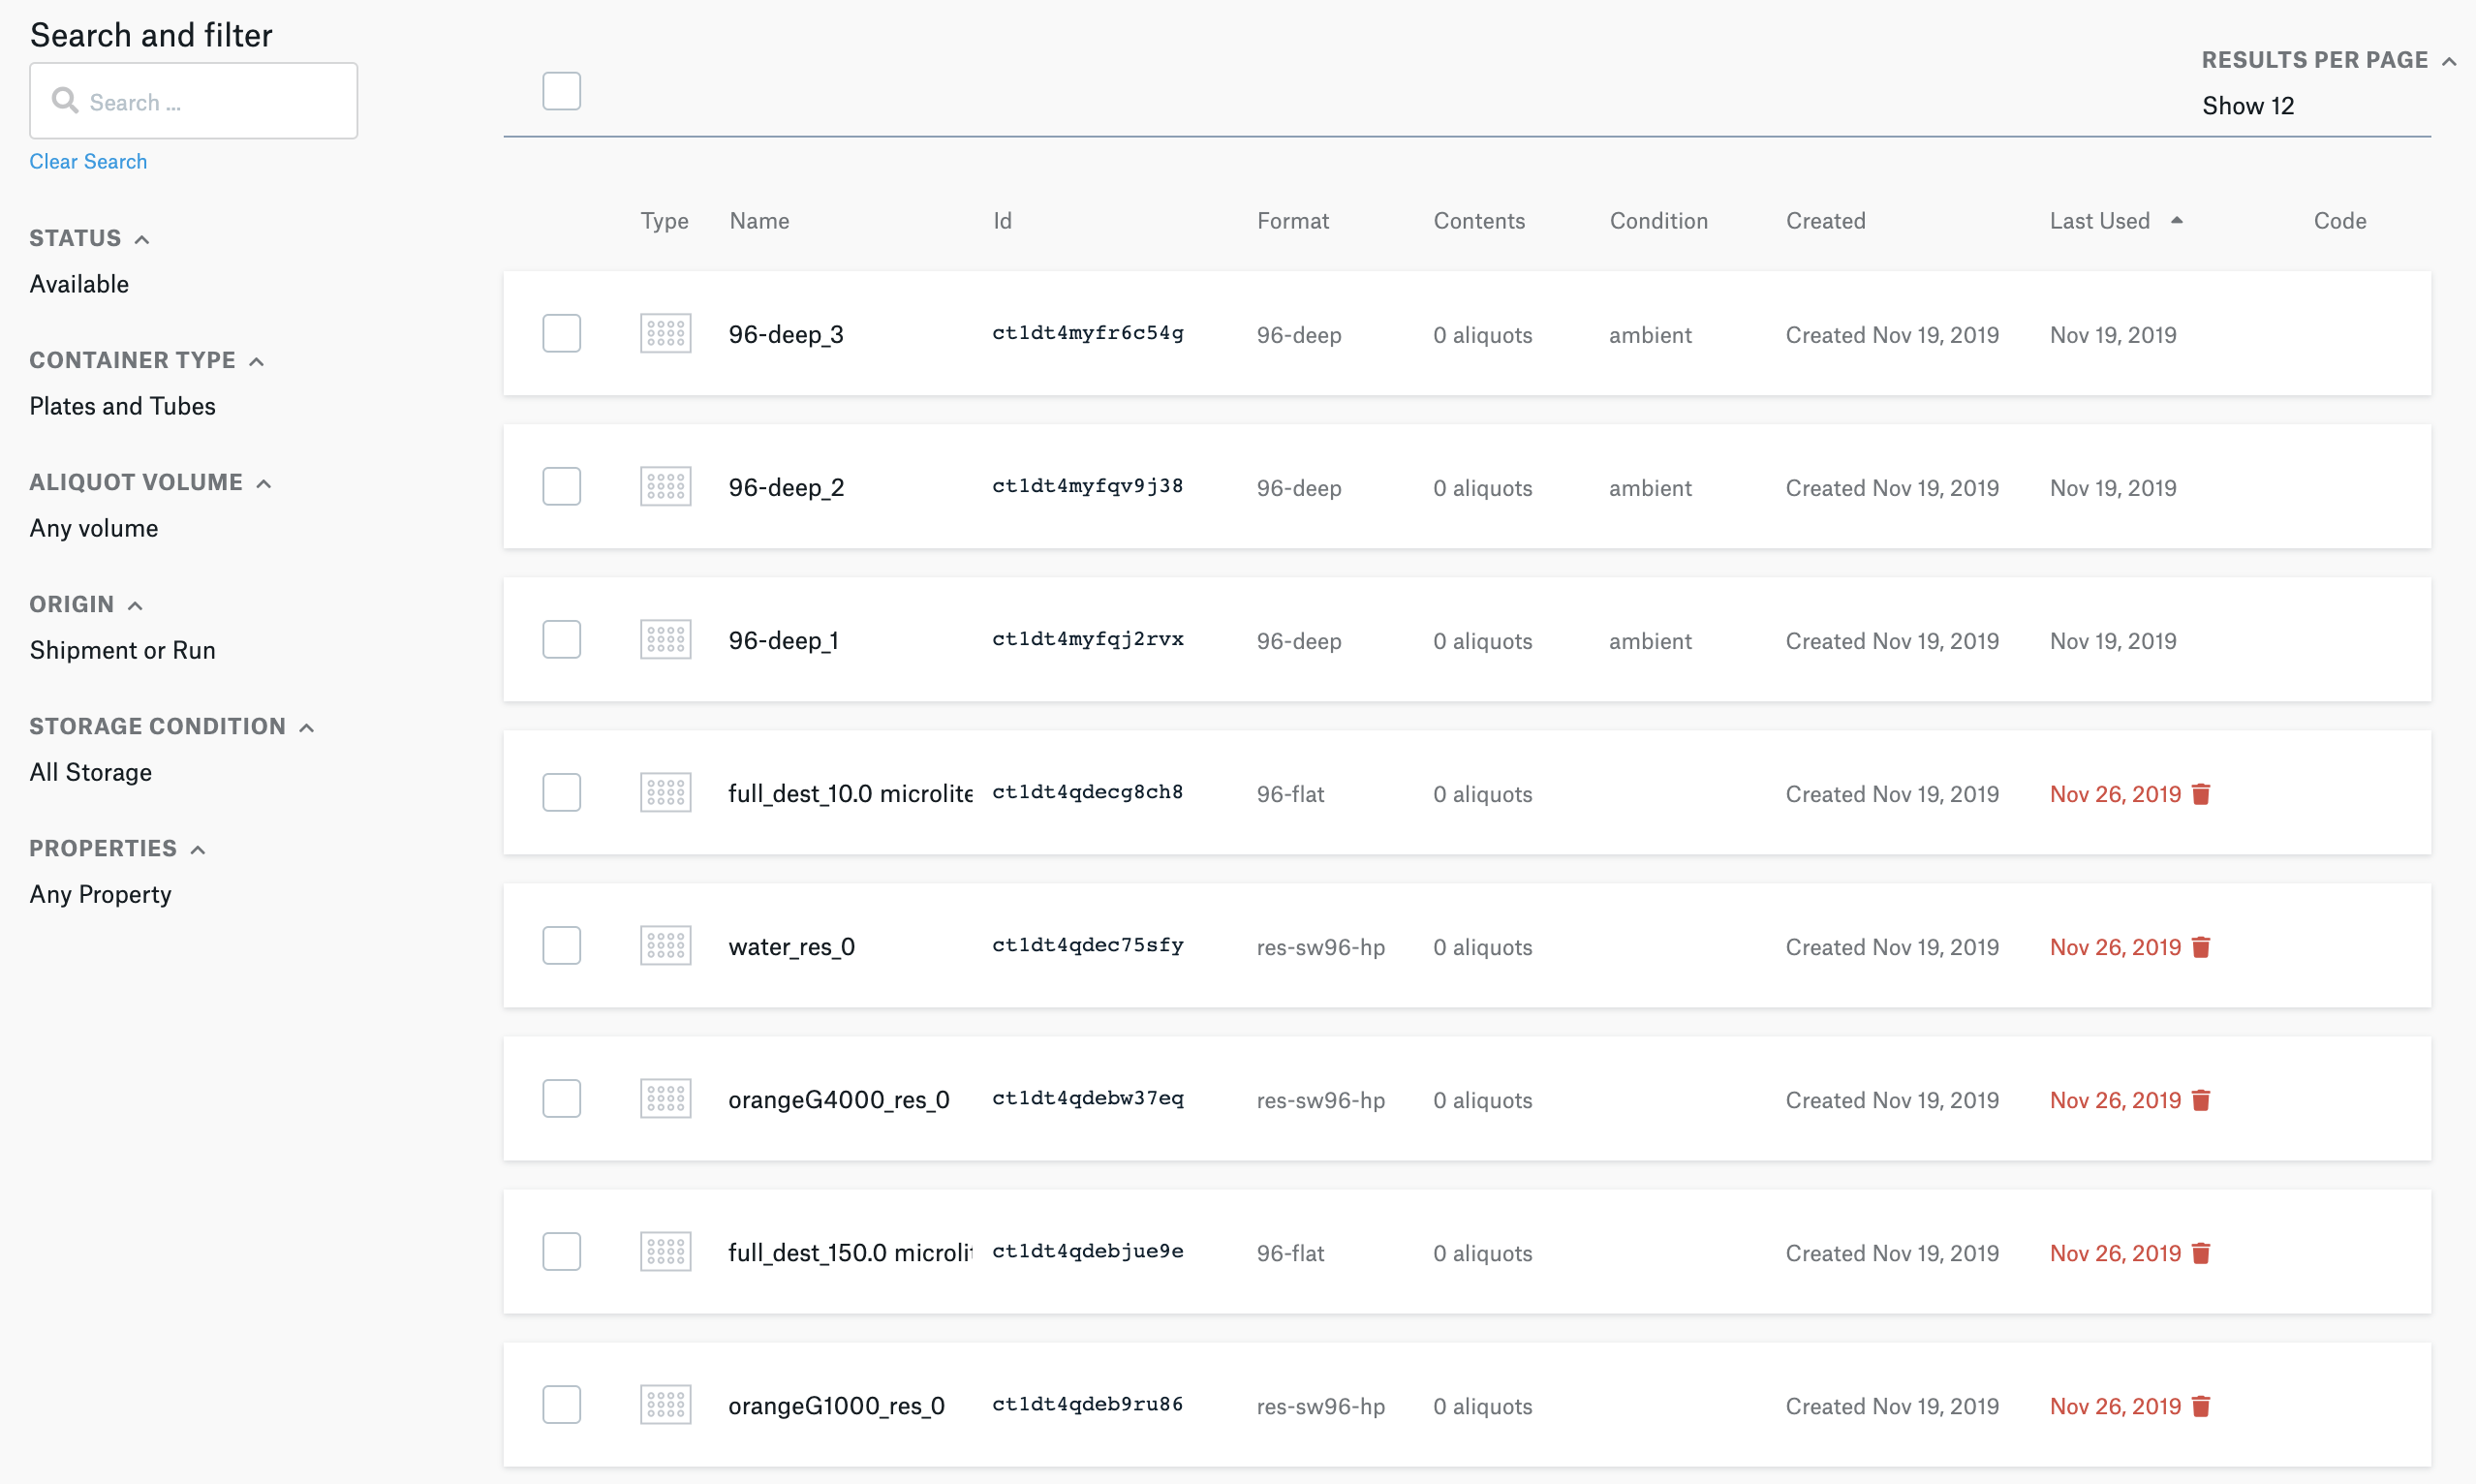 Search and filter
Search ...
Clear Search
STATUS
Available
CONTAINER TYPE
Plates and Tubes
ALIQUOT VOLUME
Any volume
ORIGIN
Shipment or Run
STORAGE CONDITION
All Storage
PROPERTIES
Any Property
RESULTS PER PAGE
Show 12
Type Name Id Format Contents Condition Created Last Used Code
96-deep_3 ct1dt4myfr6c54g 96-deep 0 aliquots ambient Created Nov 19, 2019 Nov 19, 2019
96-deep_2 ct1dt4myfqv9j38 96-deep 0 aliquots ambient Created Nov 19, 2019 Nov 19, 2019
96-deep_1 ct1dt4myfqj2rvx 96-deep 0 aliquots ambient Created Nov 19, 2019 Nov 19, 2019
full_dest_10.0 microlite ct1dt4qdecg8ch8 96-flat 0 aliquots Created Nov 19, 2019 Nov 26, 2019
water_res_0 ct1dt4qdec75sfy res-sw96-hp 0 aliquots Created Nov 19, 2019 Nov 26, 2019
orangeG4000_res_0 ct1dt4qdebw37eq res-sw96-hp 0 aliquots Created Nov 19, 2019 Nov 26, 2019
full_dest_150.0 microlit ct1dt4qdebjue9e 96-flat 0 aliquots Created Nov 19, 2019 Nov 26, 2019
orangeG1000_res_0 ct1dt4qdeb9ru86 res-sw96-hp 0 aliquots Created Nov 19, 2019 Nov 26, 2019